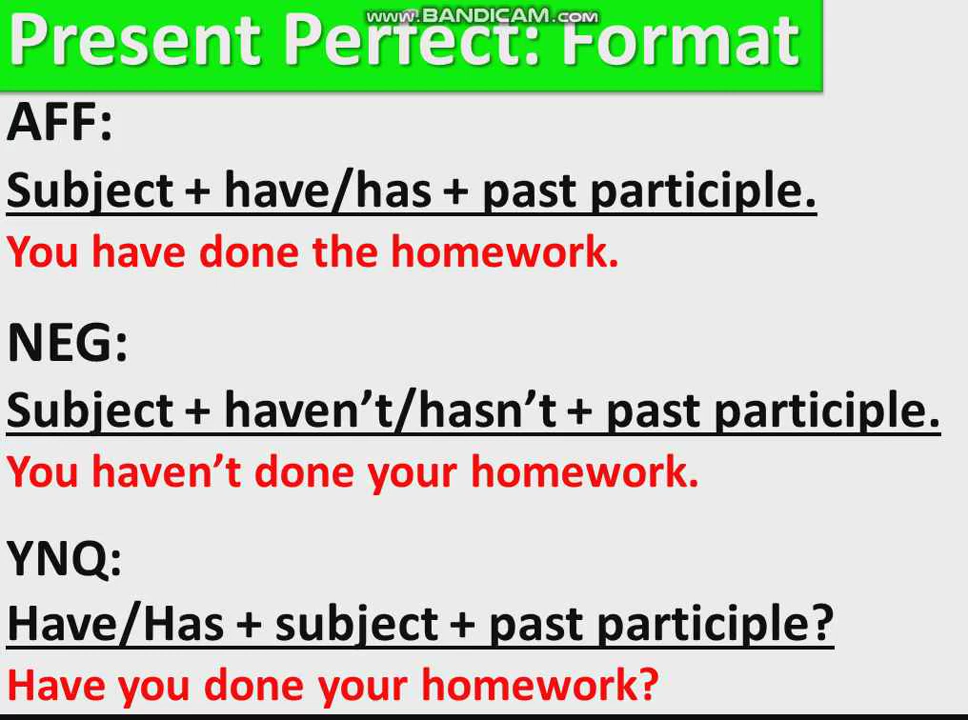 www.BANDICAM.com
Present Perfect: Format
AFF:
Subject + have/has + past participle.
You have done the homework.
NEG:
Subject + haven’t/hasn’t + past participle.
You haven’t done your homework.
YNQ:
Have/Has + subject + past participle?
Have you done your homework?